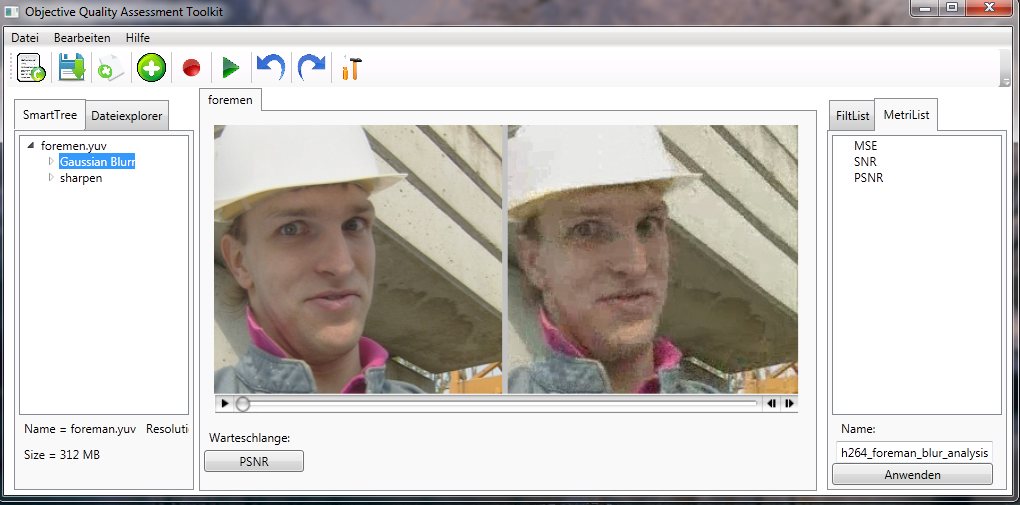 Objective Quality Assessment Toolkit
Datei Bearbeiten Hilfe
SmartTree Dateiexplorer
foremen.yuv
Gaussian Blurr
sharpen
Name = foreman.yuv Resoluti
Size = 312 MB
foremen
Warteschlange:
PSNR
FiltList MetriList
MSE
SNR
PSNR
Name:
h264_foreman_blur_analysis
Anwenden